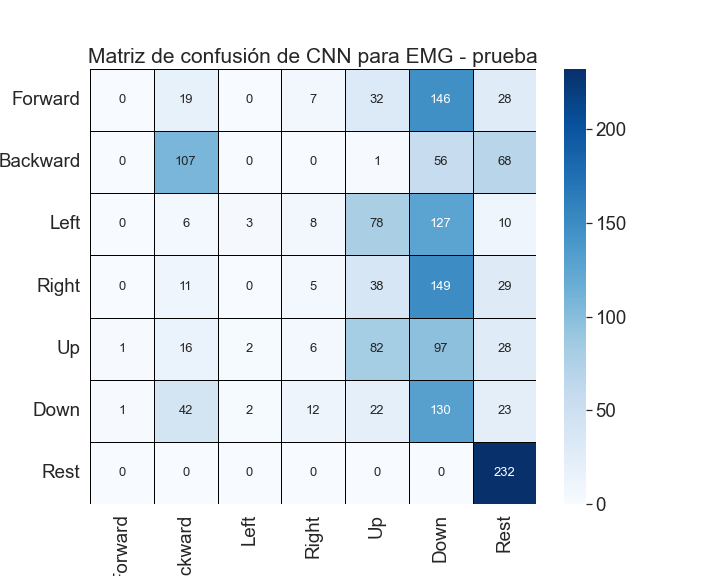 Matriz de confusión de CNN para EMG - prueba
Forward 0 19 0 7 32 146 28
Backward 0 107 0 0 1 56 68
Left 0 6 3 8 78 127 10
Right 0 11 0 5 38 149 29
Up 1 16 2 6 82 97 28
Down 1 42 2 12 22 130 23
Rest 0 0 0 0 0 0 232
Forward
ckward
Left
Right
Up
Down
Rest
200
150
100
50
0